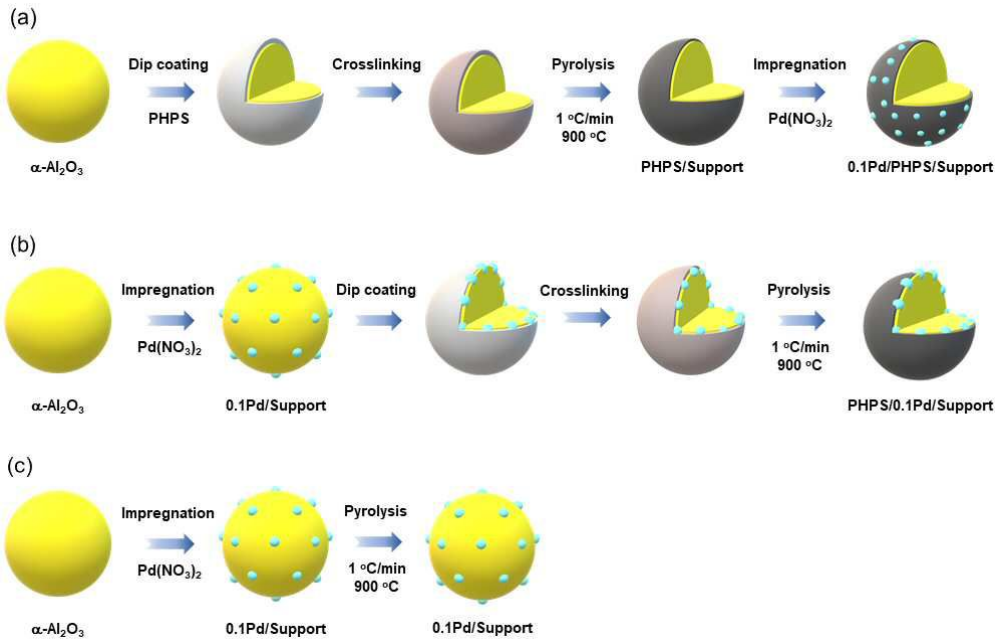 (a)
Dip coating
PHPS
Crosslinking
Pyrolysis
1 °C/min
900 °C
Impregnation
Pd(NO₃)₂
α-Al₂O₃
PHPS/Support
0.1Pd/PHPS/Support
(b)
Impregnation
Pd(NO₃)₂
Dip coating
Crosslinking
Pyrolysis
1 °C/min
900 °C
α-Al₂O₃
0.1Pd/Support
PHPS/0.1Pd/Support
(c)
Impregnation
Pd(NO₃)₂
Pyrolysis
1 °C/min
900 °C
α-Al₂O₃
0.1Pd/Support
0.1Pd/Support